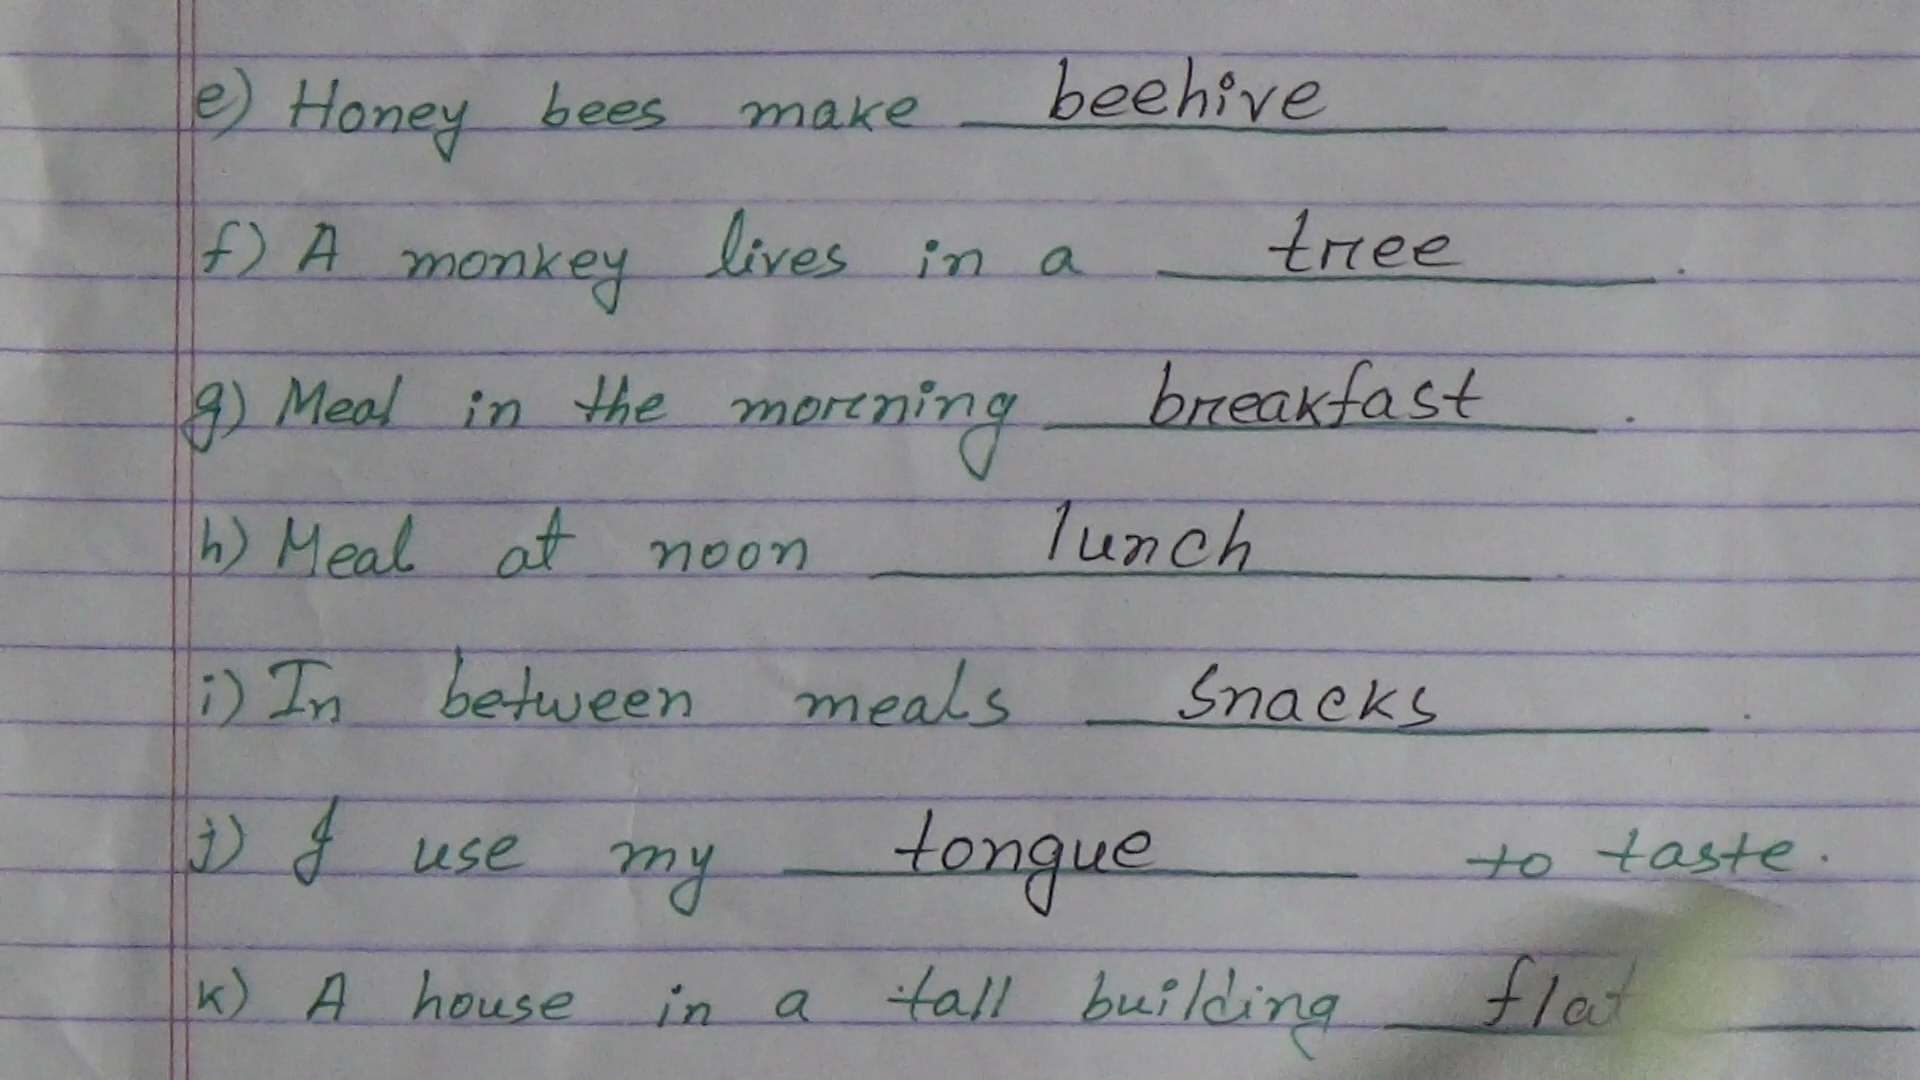 e) Honey bees make beehive
f) A monkey lives in a tree.
g) Meal in the morning breakfast.
h) Meal at noon lunch
i) In between meals snacks.
j) I use my tongue to taste.
k) A house in a tall building flat